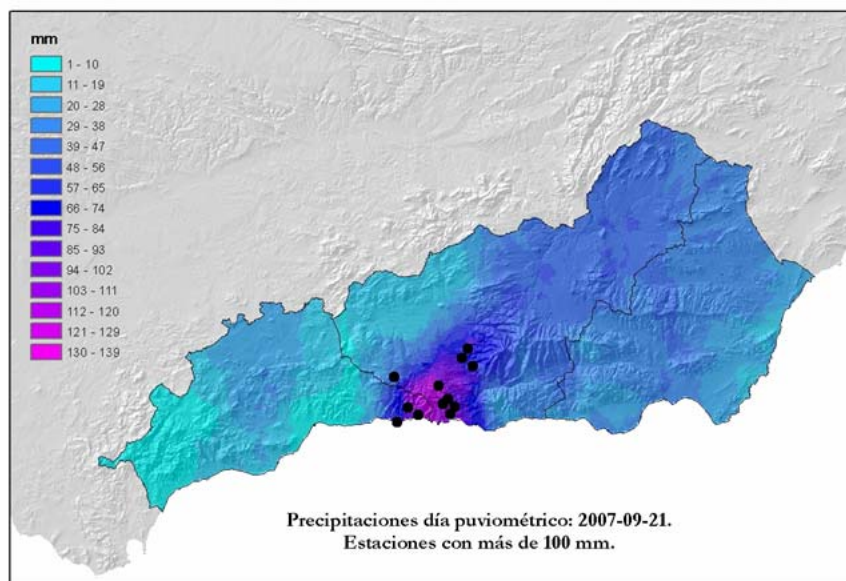 mm
1 - 10
11 - 19
20 - 28
29 - 38
39 - 47
48 - 56
57 - 65
66 - 74
75 - 84
85 - 93
94 - 102
103 - 111
112 - 120
121 - 129
130 - 139
Precipitaciones día puviométrico: 2007-09-21.
Estaciones con más de 100 mm.